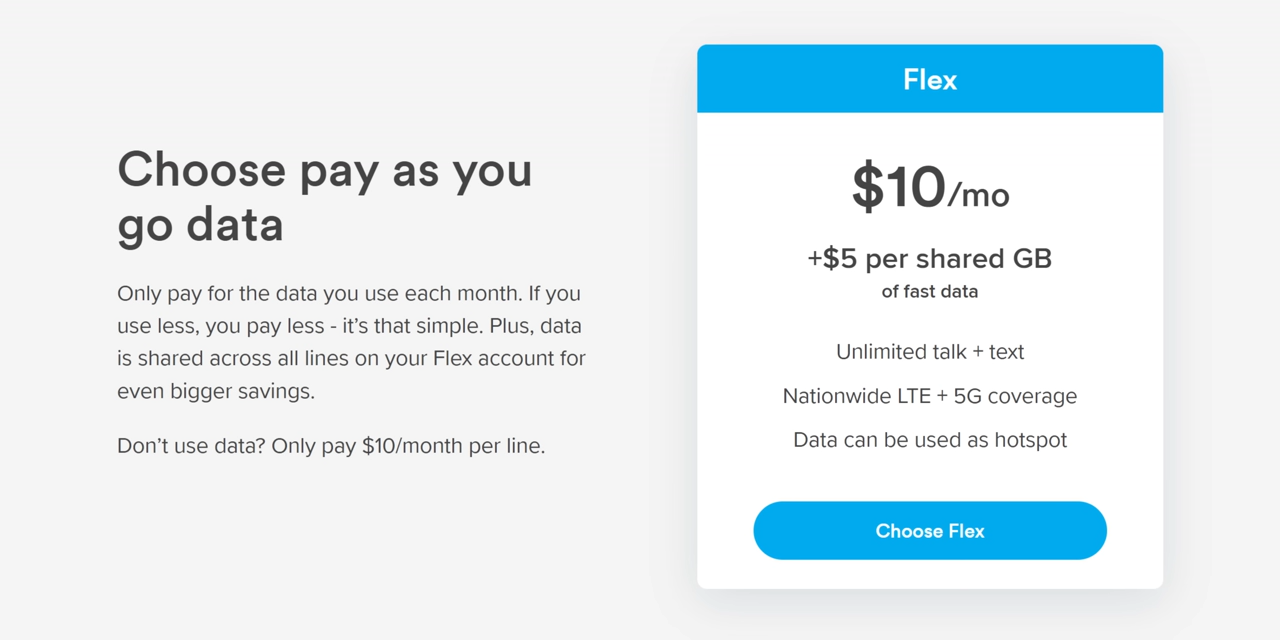 Choose pay as you
go data
Only pay for the data you use each month. If you
use less, you pay less - it’s that simple. Plus, data
is shared across all lines on your Flex account for
even bigger savings.
Don’t use data? Only pay $10/month per line.
Flex
$10/mo
+$5 per shared GB
of fast data
Unlimited talk + text
Nationwide LTE + 5G coverage
Data can be used as hotspot
Choose Flex